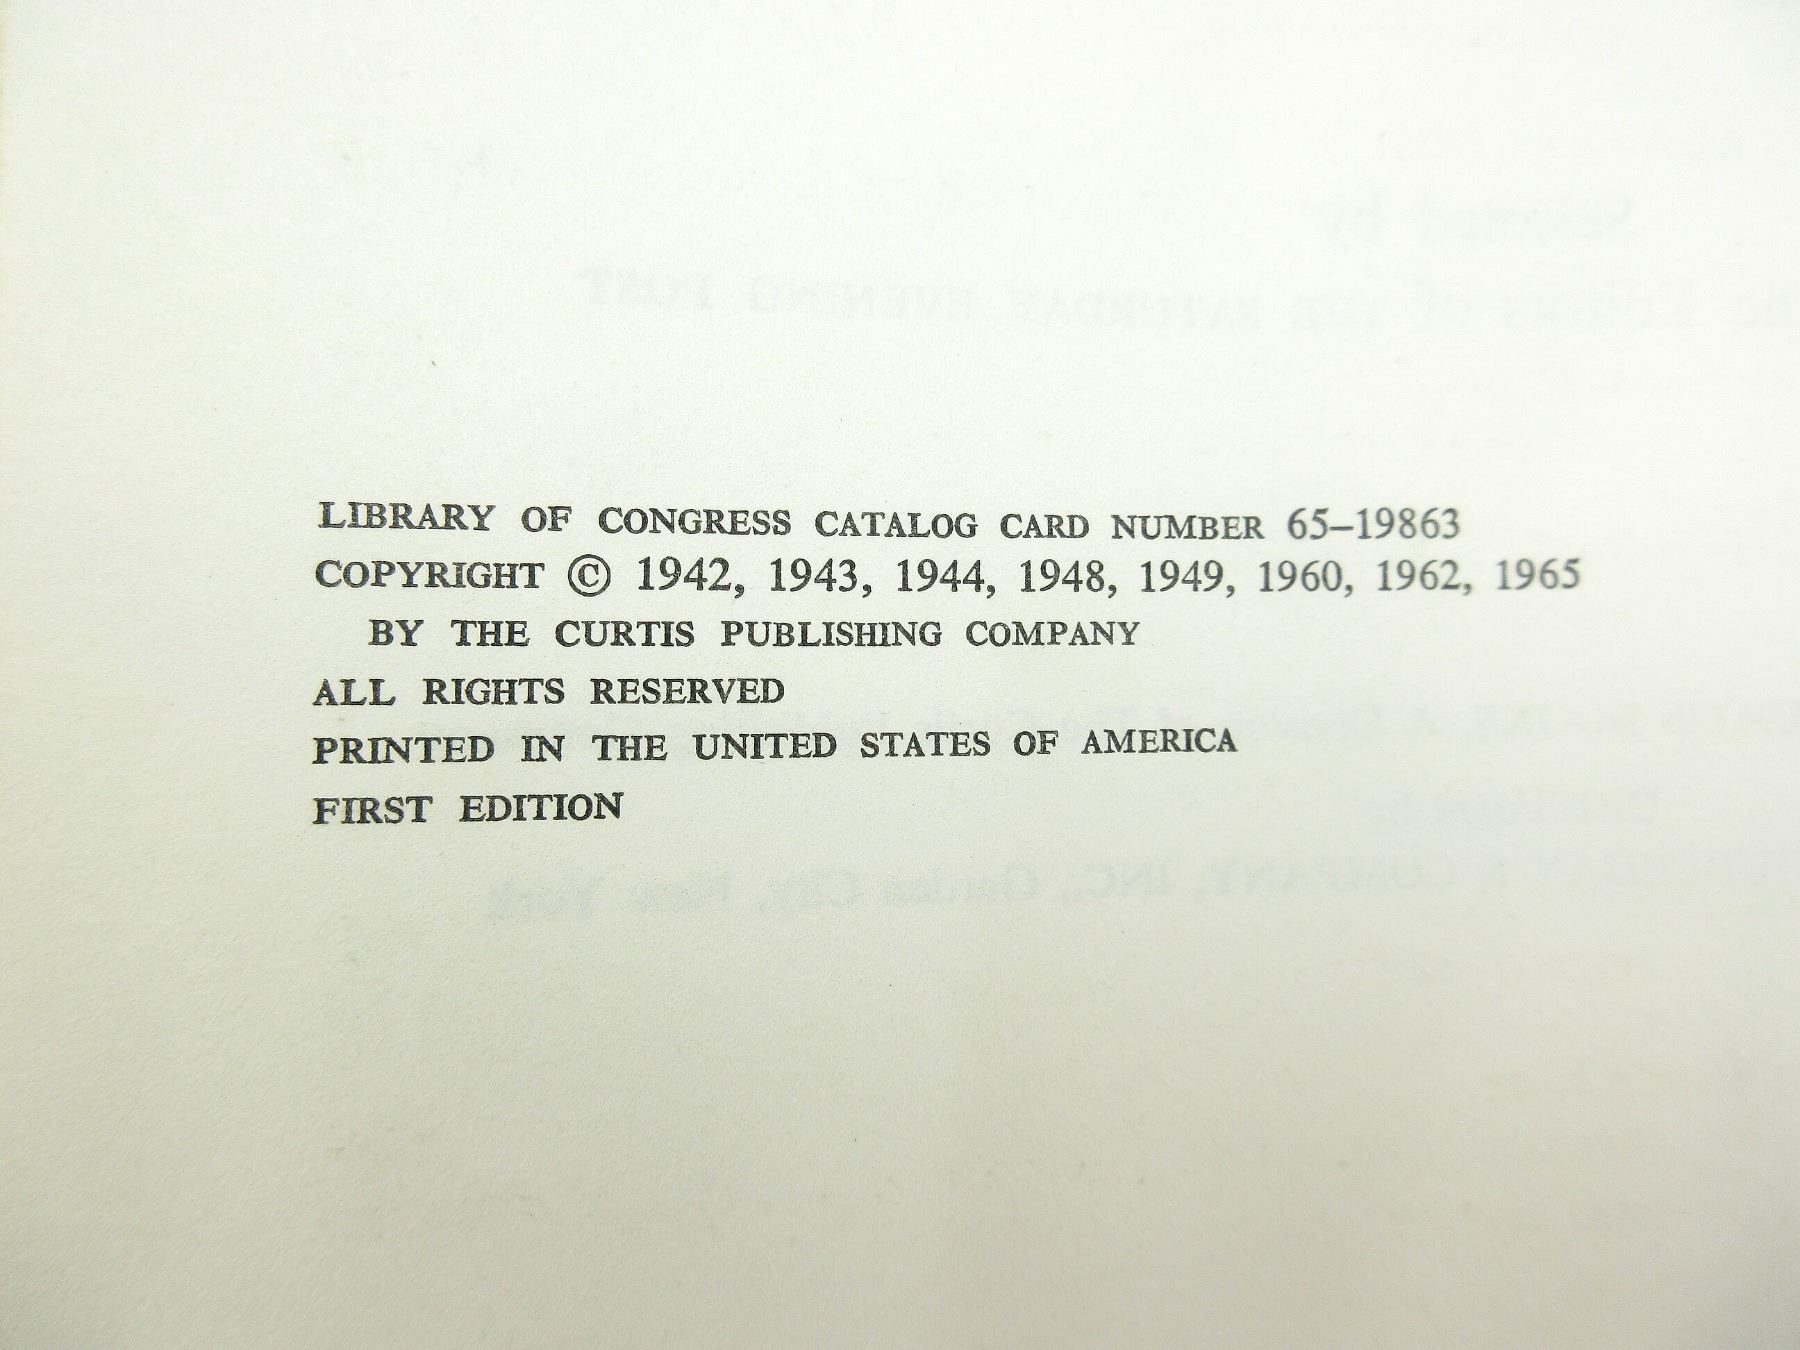 LIBRARY OF CONGRESS CATALOG CARD NUMBER 65–19863
COPYRIGHT © 1942, 1943, 1944, 1948, 1949, 1960, 1962, 1965
BY THE CURTIS PUBLISHING COMPANY
ALL RIGHTS RESERVED
PRINTED IN THE UNITED STATES OF AMERICA
FIRST EDITION